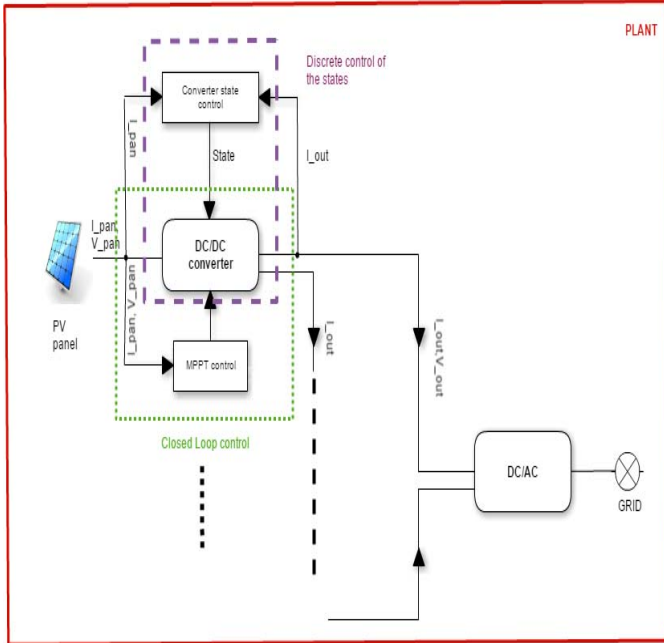 PLANT
Discrete control of
the states
Converter state
control
I_pan
State
I_out
I_pan,
V_pan
DC/DC
converter
I_pan, V_pan
PV
panel
MPPT control
I_out
I_out,V_out
Closed Loop control
DC/AC
GRID